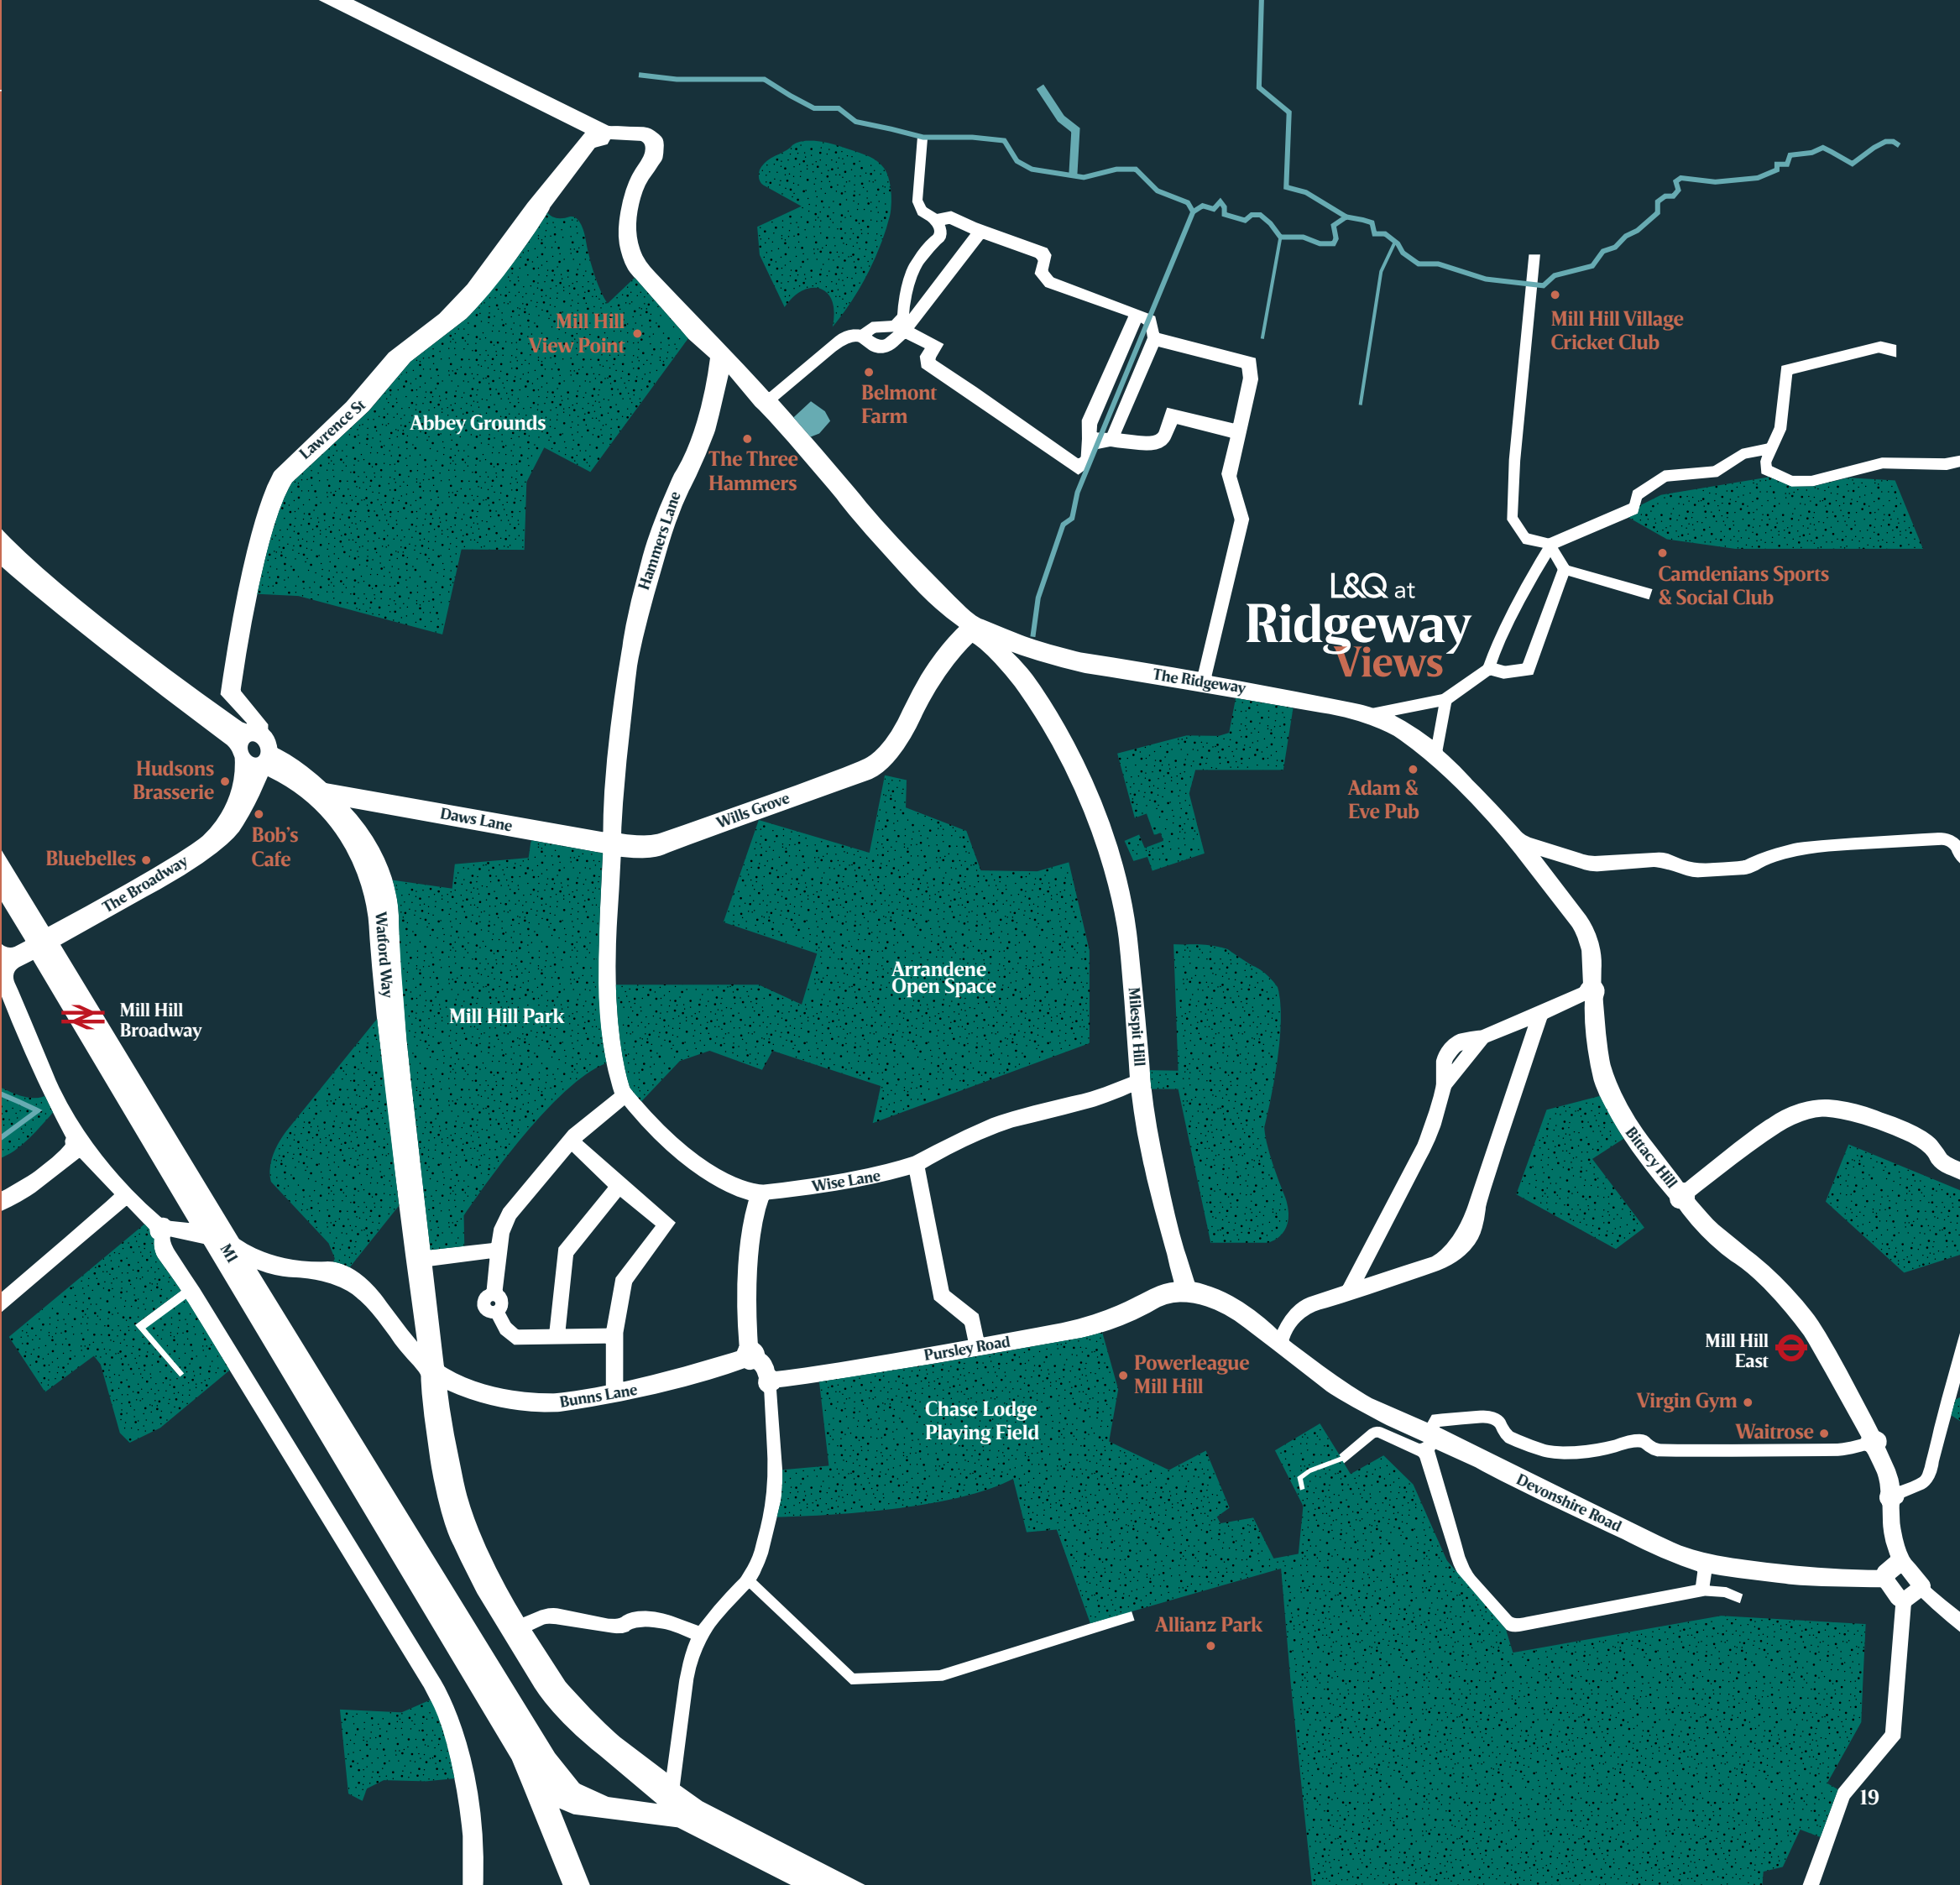 Mill Hill
View Point
Mill Hill Village
Cricket Club
Belmont
Farm
Abbey Grounds
Lawrence St
The Three
Hammers
Hammers Lane
Camdenians Sports
& Social Club
L&Q at
Ridgeway
Views
The Ridgeway
Hudsons
Brasserie
Bob's
Cafe
Bluebelles
The Broadway
Daws Lane
Wills Grove
Adam &
Eve Pub
Watford Way
Arrandene
Open Space
Mill Hill
Broadway
Mill Hill Park
Milespit Hill
Wise Lane
Bittacy Hill
M1
Pursley Road
Mill Hill
East
Powerleague
Mill Hill
Bunns Lane
Chase Lodge
Playing Field
Virgin Gym
Waitrose
Devonshire Road
Allianz Park
19